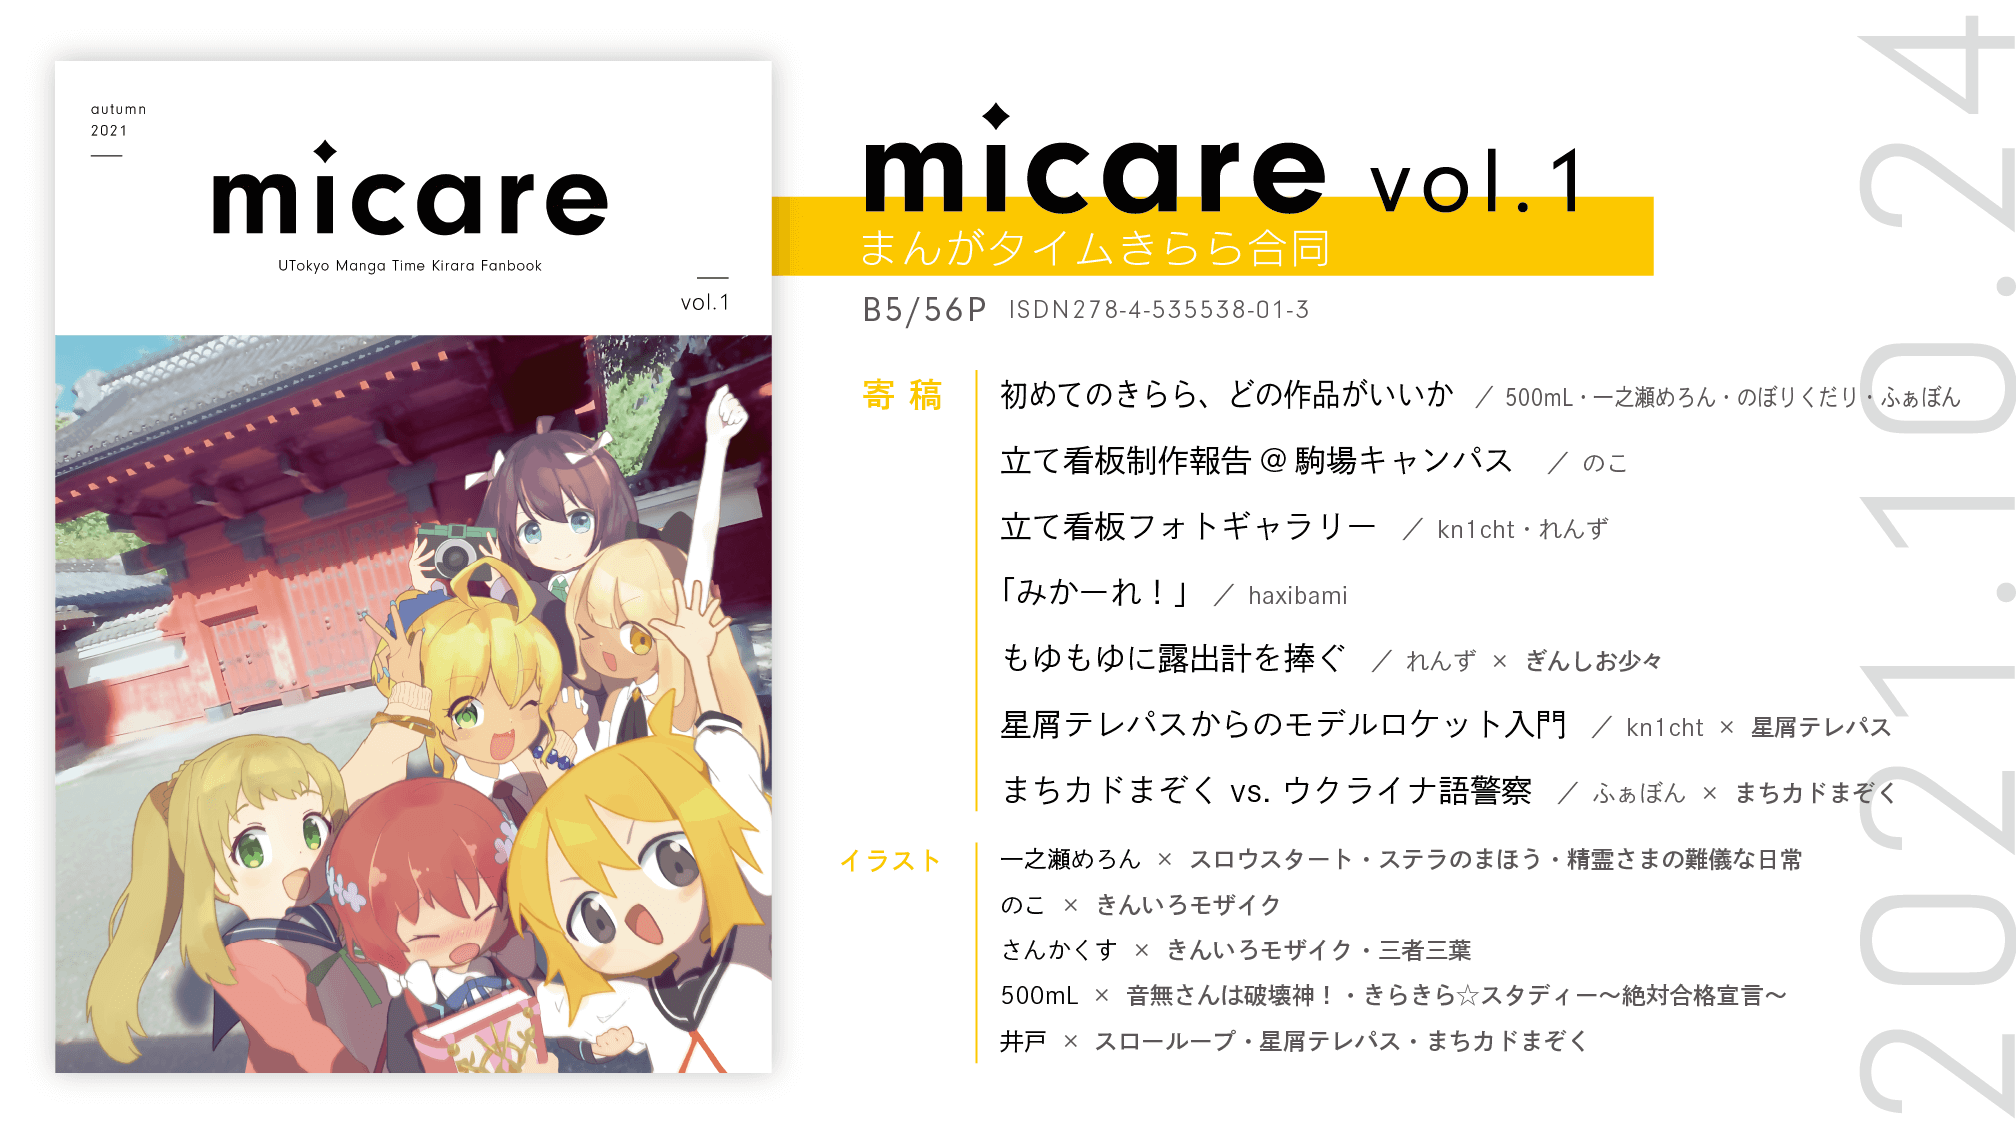 autumn
2021
micare
UTokyo Manga Time Kirara Fanbook
vol.1
micare vol.1
まんがタイムきらら合同
B5/56P ISDN278-4-535538-01-3
寄稿
初めてのきらら、どの作品がいいか ／ 500mL・一之瀬めろん・のぼりくだり・ふぁぼん
立て看板制作報告@駒場キャンパス ／ のこ
立て看板フォトギャラリー ／ kn1cht・れんず
「みかーれ！」 ／ haxibami
もゆもゆに露出計を捧ぐ ／ れんず × ぎんしお少々
星屑テレパスからのモデルロケット入門 ／ kn1cht × 星屑テレパス
まちカドまぞく vs. ウクライナ語警察 ／ ふぁぼん × まちカドまぞく
イラスト
一之瀬めろん × スロウスタート・ステラのまほう・精霊さまの難儀な日常
のこ × きんいろモザイク
さんかくす × きんいろモザイク・三者三葉
500mL × 音無さんは破壊神！・きらきら☆スタディー～絶対合格宣言～
井戸 × スローループ・星屑テレパス・まちカドまぞく
2021.10.24